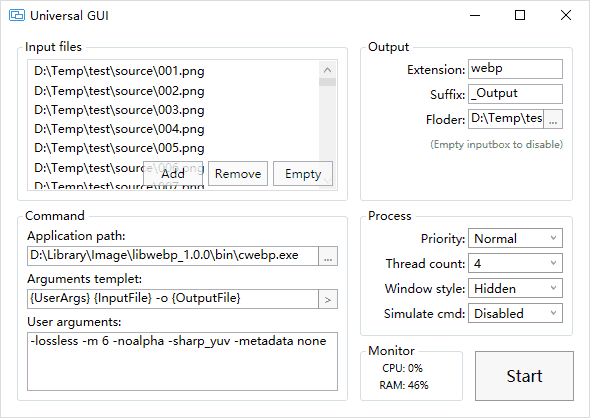 Universal GUI
Input files
D:\Temp\test\source\001.png
D:\Temp\test\source\002.png
D:\Temp\test\source\003.png
D:\Temp\test\source\004.png
D:\Temp\test\source\005.png
D:\Temp\test\source\006.png
D:\Temp\test\source\007.png
Add
Remove
Empty
Output
Extension: webp
Suffix: _Output
Floder: D:\Temp\tes ...
(Empty inputbox to disable)
Command
Application path:
D:\Library\Image\libwebp_1.0.0\bin\cwebp.exe ...
Arguments templet:
{UserArgs} {InputFile} -o {OutputFile} >
User arguments:
-lossless -m 6 -noalpha -sharp_yuv -metadata none
Process
Priority: Normal
Thread count: 4
Window style: Hidden
Simulate cmd: Disabled
Monitor
CPU: 0%
RAM: 46%
Start